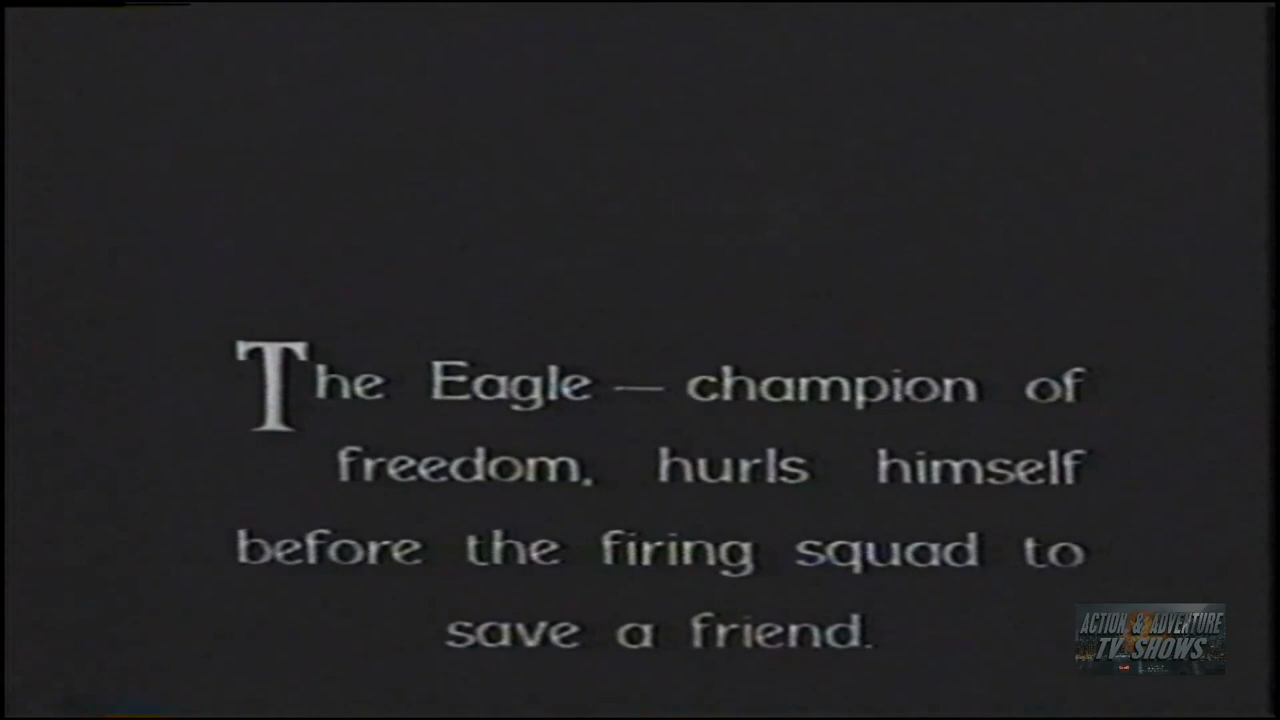 The Eagle — champion of
freedom, hurls himself
before the firing squad to
save a friend.
ACTION & ADVENTURE
TV SHOWS